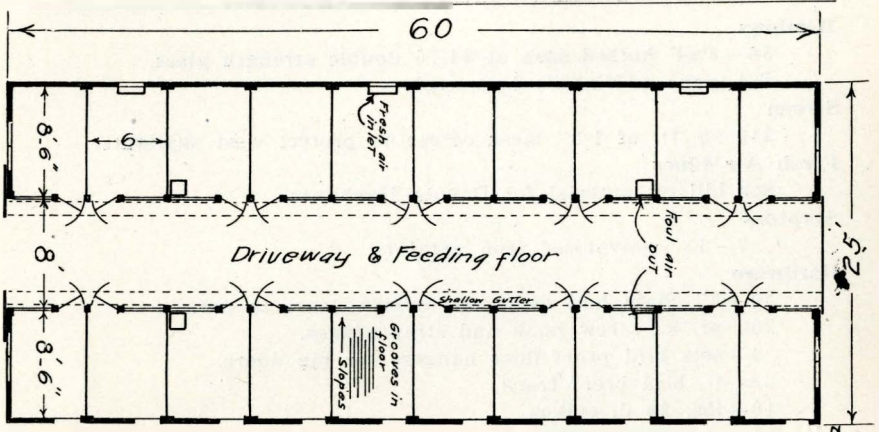 60
8'.6"
6
Fresh air
inlet
Foul air
out
8'
Driveway & Feeding floor
25'
Shallow Gutter
8'.6"
Grooves in
floor
Slopes